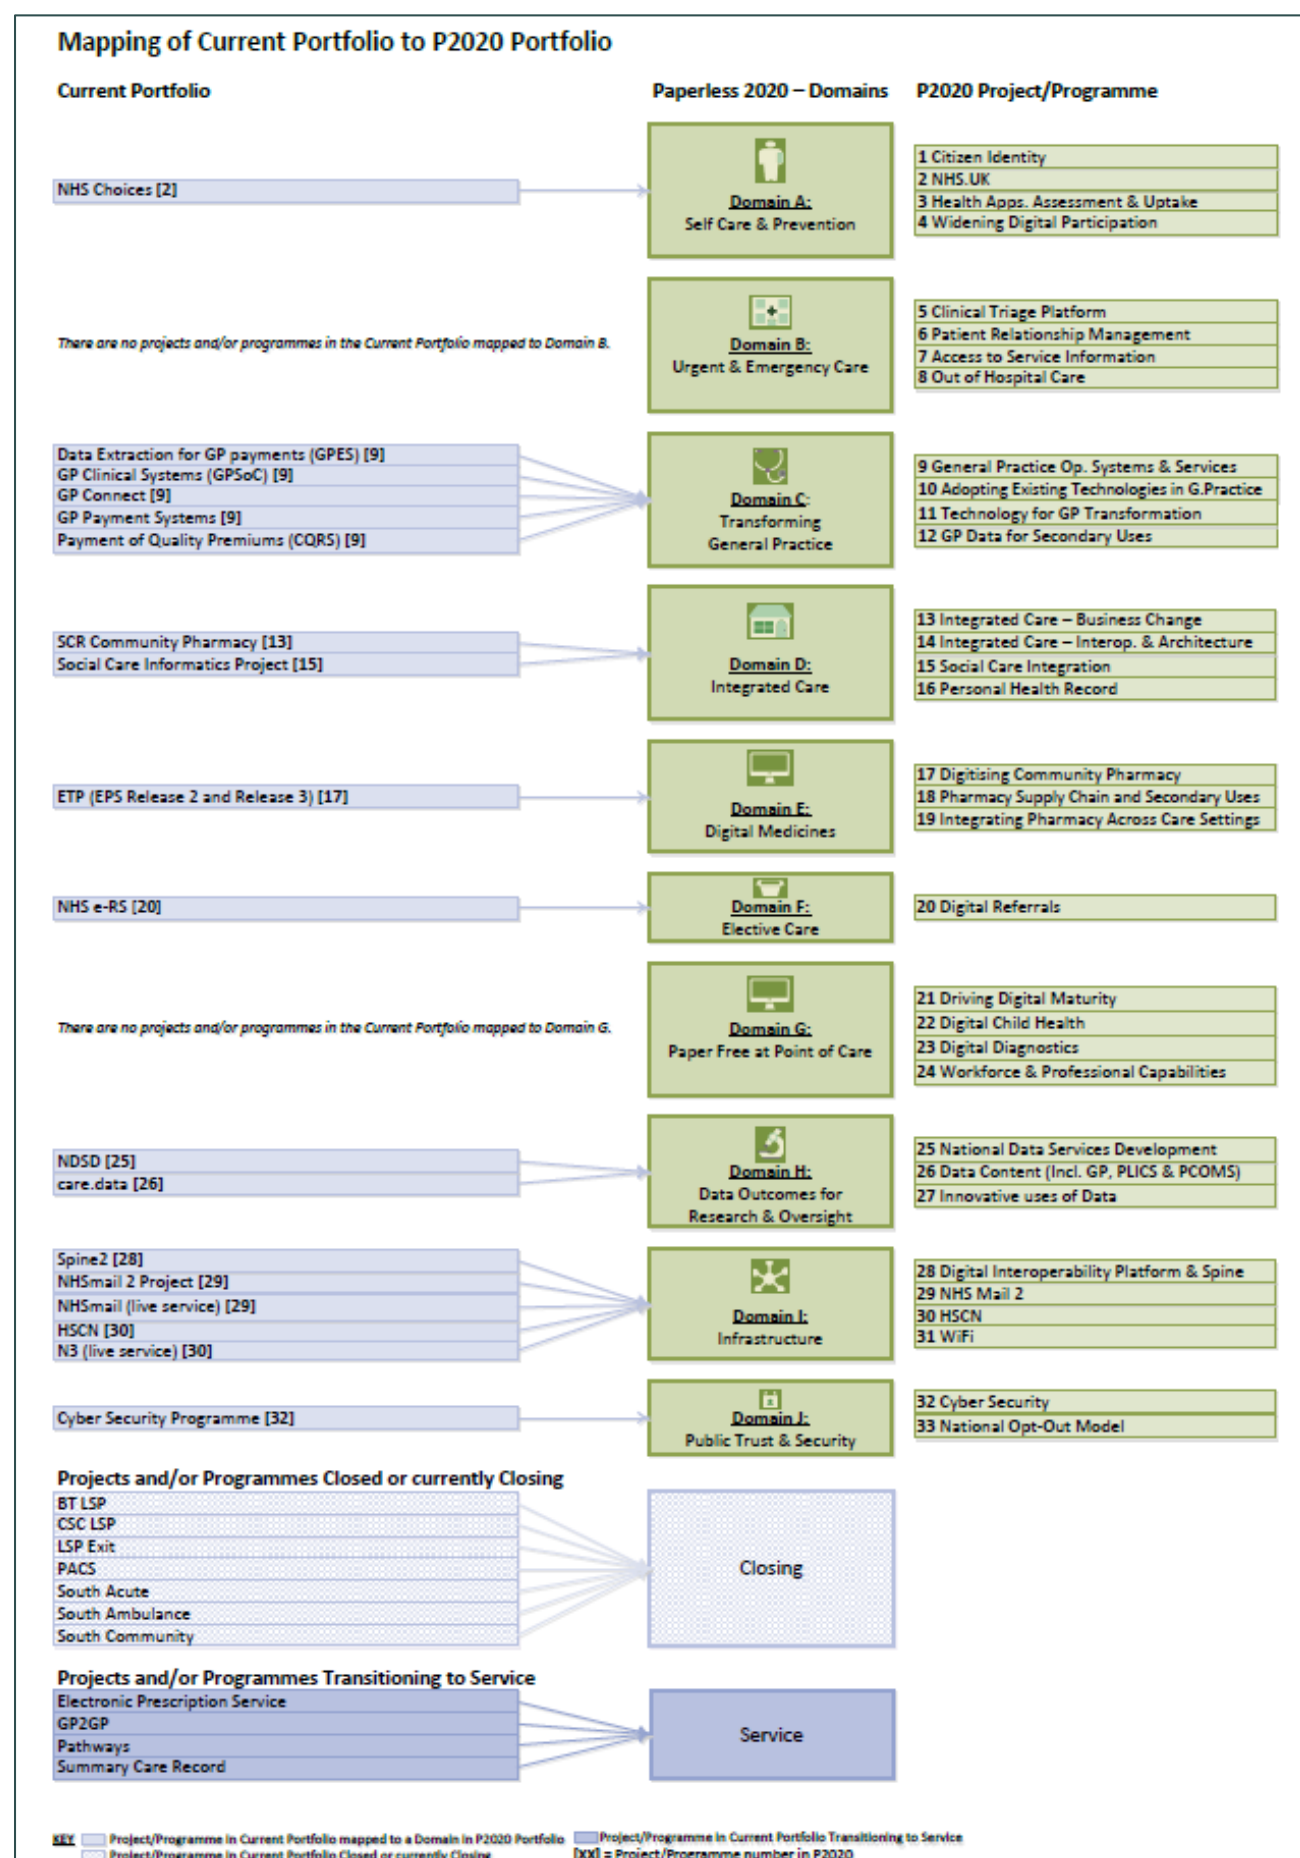 Mapping of Current Portfolio to P2020 Portfolio
Current Portfolio
Paperless 2020 – Domains
P2020 Project/Programme
NHS Choices [2]
Domain A:
Self Care & Prevention
1 Citizen Identity
2 NHS.UK
3 Health Apps. Assessment & Uptake
4 Widening Digital Participation
There are no projects and/or programmes in the Current Portfolio mapped to Domain B.
Domain B:
Urgent & Emergency Care
5 Clinical Triage Platform
6 Patient Relationship Management
7 Access to Service Information
8 Out of Hospital Care
Data Extraction for GP payments (GPES) [9]
GP Clinical Systems (GPSoC) [9]
GP Connect [9]
GP Payment Systems [9]
Payment of Quality Premiums (CQRS) [9]
Domain C:
Transforming
General Practice
9 General Practice Op. Systems & Services
10 Adopting Existing Technologies in G.Practice
11 Technology for GP Transformation
12 GP Data for Secondary Uses
SCR Community Pharmacy [13]
Social Care Informatics Project [15]
Domain D:
Integrated Care
13 Integrated Care – Business Change
14 Integrated Care – Interop. & Architecture
15 Social Care Integration
16 Personal Health Record
ETP (EPS Release 2 and Release 3) [17]
Domain E:
Digital Medicines
17 Digitising Community Pharmacy
18 Pharmacy Supply Chain and Secondary Uses
19 Integrating Pharmacy Across Care Settings
NHS e-RS [20]
Domain F:
Elective Care
20 Digital Referrals
There are no projects and/or programmes in the Current Portfolio mapped to Domain G.
Domain G:
Paper Free at Point of Care
21 Driving Digital Maturity
22 Digital Child Health
23 Digital Diagnostics
24 Workforce & Professional Capabilities
NDSD [25]
care.data [26]
Domain H:
Data Outcomes for
Research & Oversight
25 National Data Services Development
26 Data Content (Incl. GP, PLICS & PCOMS)
27 Innovative uses of Data
Spine2 [28]
NHSmail 2 Project [29]
NHSmail (live service) [29]
HSCN [30]
N3 (live service) [30]
Domain I:
Infrastructure
28 Digital Interoperability Platform & Spine
29 NHS Mail 2
30 HSCN
31 WiFi
Cyber Security Programme [32]
Domain J:
Public Trust & Security
32 Cyber Security
33 National Opt-Out Model
Projects and/or Programmes Closed or currently Closing
BT LSP
CSC LSP
LSP Exit
PACS
South Acute
South Ambulance
South Community
Closing
Projects and/or Programmes Transitioning to Service
Electronic Prescription Service
GP2GP
Pathways
Summary Care Record
Service
KEY
Project/Programme in Current Portfolio mapped to a Domain in P2020 Portfolio
Project/Programme in Current Portfolio Transitioning to Service
Project/Programme in Current Portfolio Closed or currently Closing
[XX] = Project/Programme number in P2020